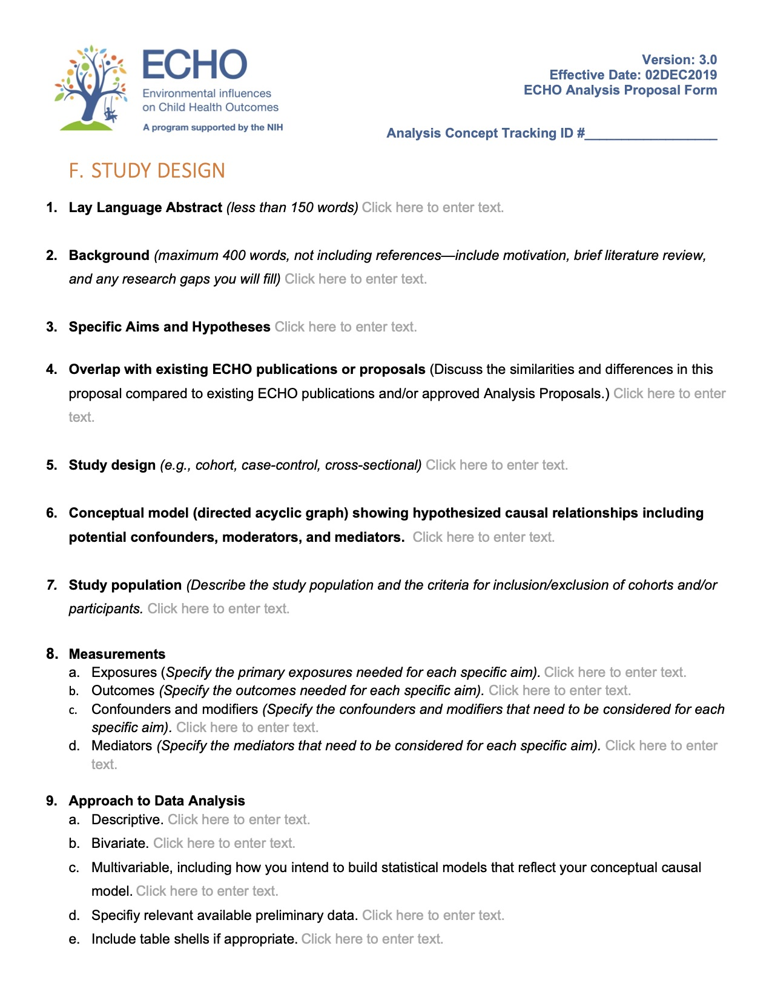 ECHO
Environmental influences
on Child Health Outcomes
A program supported by the NIH
Version: 3.0
Effective Date: 02DEC2019
ECHO Analysis Proposal Form
Analysis Concept Tracking ID #__________________
F. STUDY DESIGN
1. Lay Language Abstract (less than 150 words) Click here to enter text.
2. Background (maximum 400 words, not including references—include motivation, brief literature review,
and any research gaps you will fill) Click here to enter text.
3. Specific Aims and Hypotheses Click here to enter text.
4. Overlap with existing ECHO publications or proposals (Discuss the similarities and differences in this
proposal compared to existing ECHO publications and/or approved Analysis Proposals.) Click here to enter
text.
5. Study design (e.g., cohort, case-control, cross-sectional) Click here to enter text.
6. Conceptual model (directed acyclic graph) showing hypothesized causal relationships including
potential confounders, moderators, and mediators. Click here to enter text.
7. Study population (Describe the study population and the criteria for inclusion/exclusion of cohorts and/or
participants. Click here to enter text.
8. Measurements
a. Exposures (Specify the primary exposures needed for each specific aim). Click here to enter text.
b. Outcomes (Specify the outcomes needed for each specific aim). Click here to enter text.
c. Confounders and modifiers (Specify the confounders and modifiers that need to be considered for each
specific aim). Click here to enter text.
d. Mediators (Specify the mediators that need to be considered for each specific aim). Click here to enter
text.
9. Approach to Data Analysis
a. Descriptive. Click here to enter text.
b. Bivariate. Click here to enter text.
c. Multivariable, including how you intend to build statistical models that reflect your conceptual causal
model. Click here to enter text.
d. Specifiy relevant available preliminary data. Click here to enter text.
e. Include table shells if appropriate. Click here to enter text.